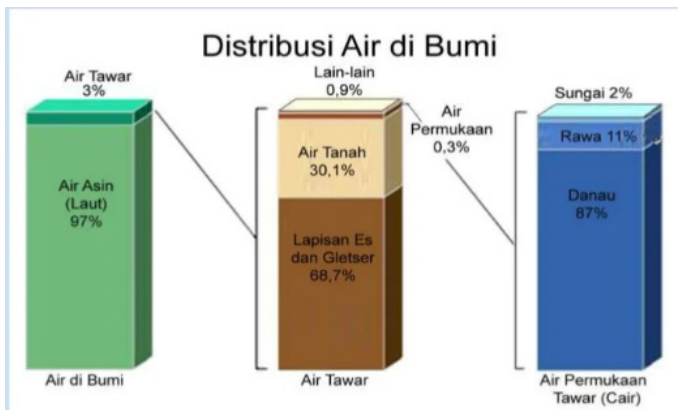 Distribusi Air di Bumi
Air Tawar
3%
Air Asin
(Laut)
97%
Air di Bumi
Lain-lain
0,9%
Air Tanah
30,1%
Lapisan Es
dan Gletser
68,7%
Air Tawar
Air
Permukaan
0,3%
Sungai 2%
Rawa 11%
Danau
87%
Air Permukaan
Tawar (Cair)